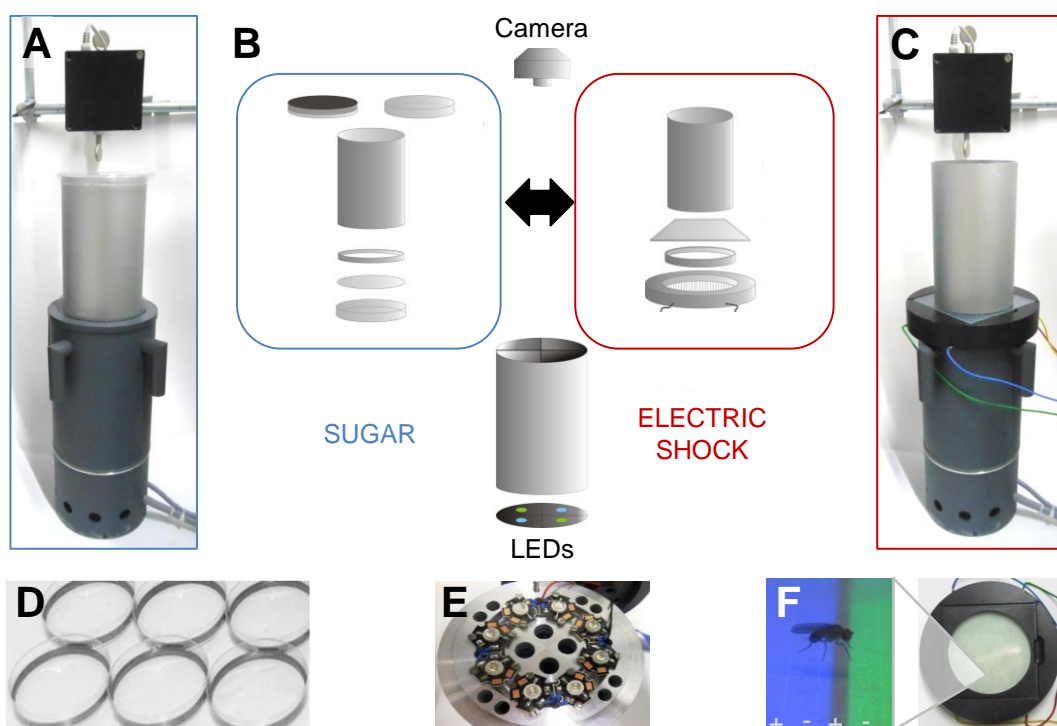 A
B
C
Camera
SUGAR
ELECTRIC
SHOCK
LEDs
D
E
F
+ - + -